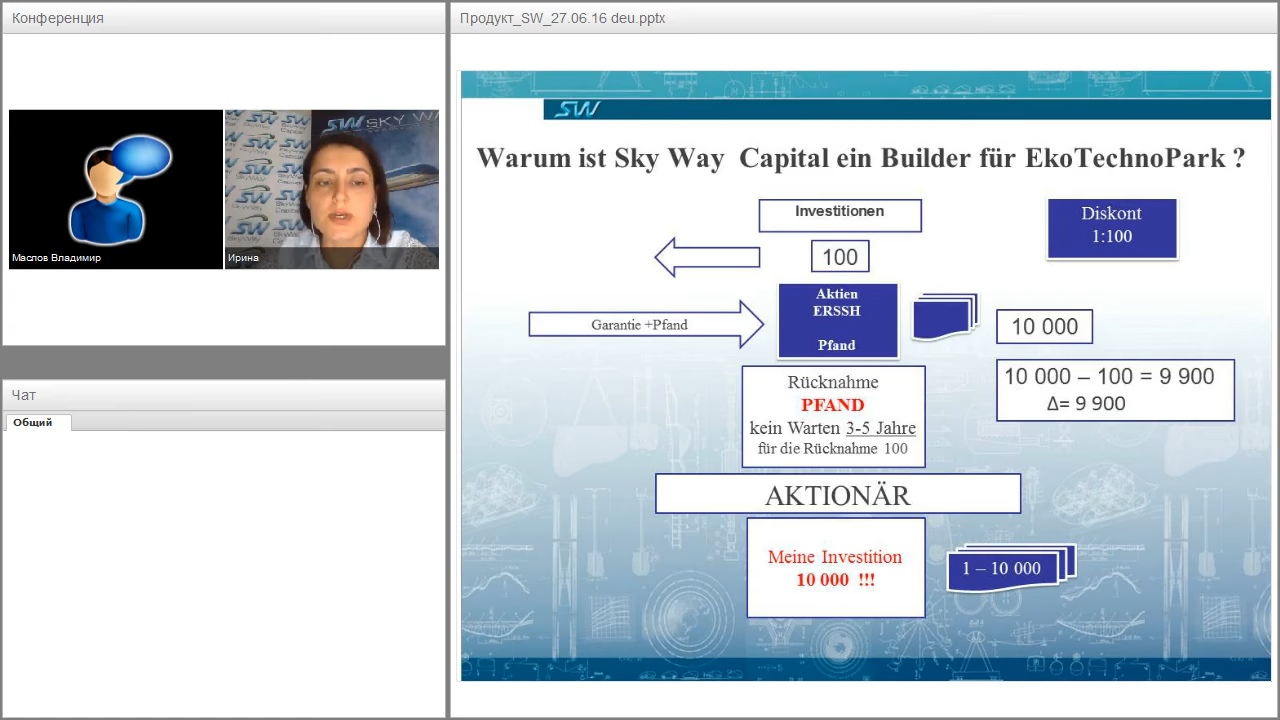 Конференция
Маслов Владимир
Ирина
SKY W
SW
Чат
Общий
Продукт_SW_27.06.16 deu.pptx
SW
Warum ist Sky Way Capital ein Builder für EkoTechnoPark ?
Investitionen
Diskont
1:100
100
Aktien
ERSSH
Pfand
Garantie +Pfand
10 000
10 000 – 100 = 9 900
Δ= 9 900
Rücknahme
PFAND
kein Warten 3-5 Jahre
für die Rücknahme 100
AKTIONÄR
Meine Investition
10 000 !!!
1 – 10 000